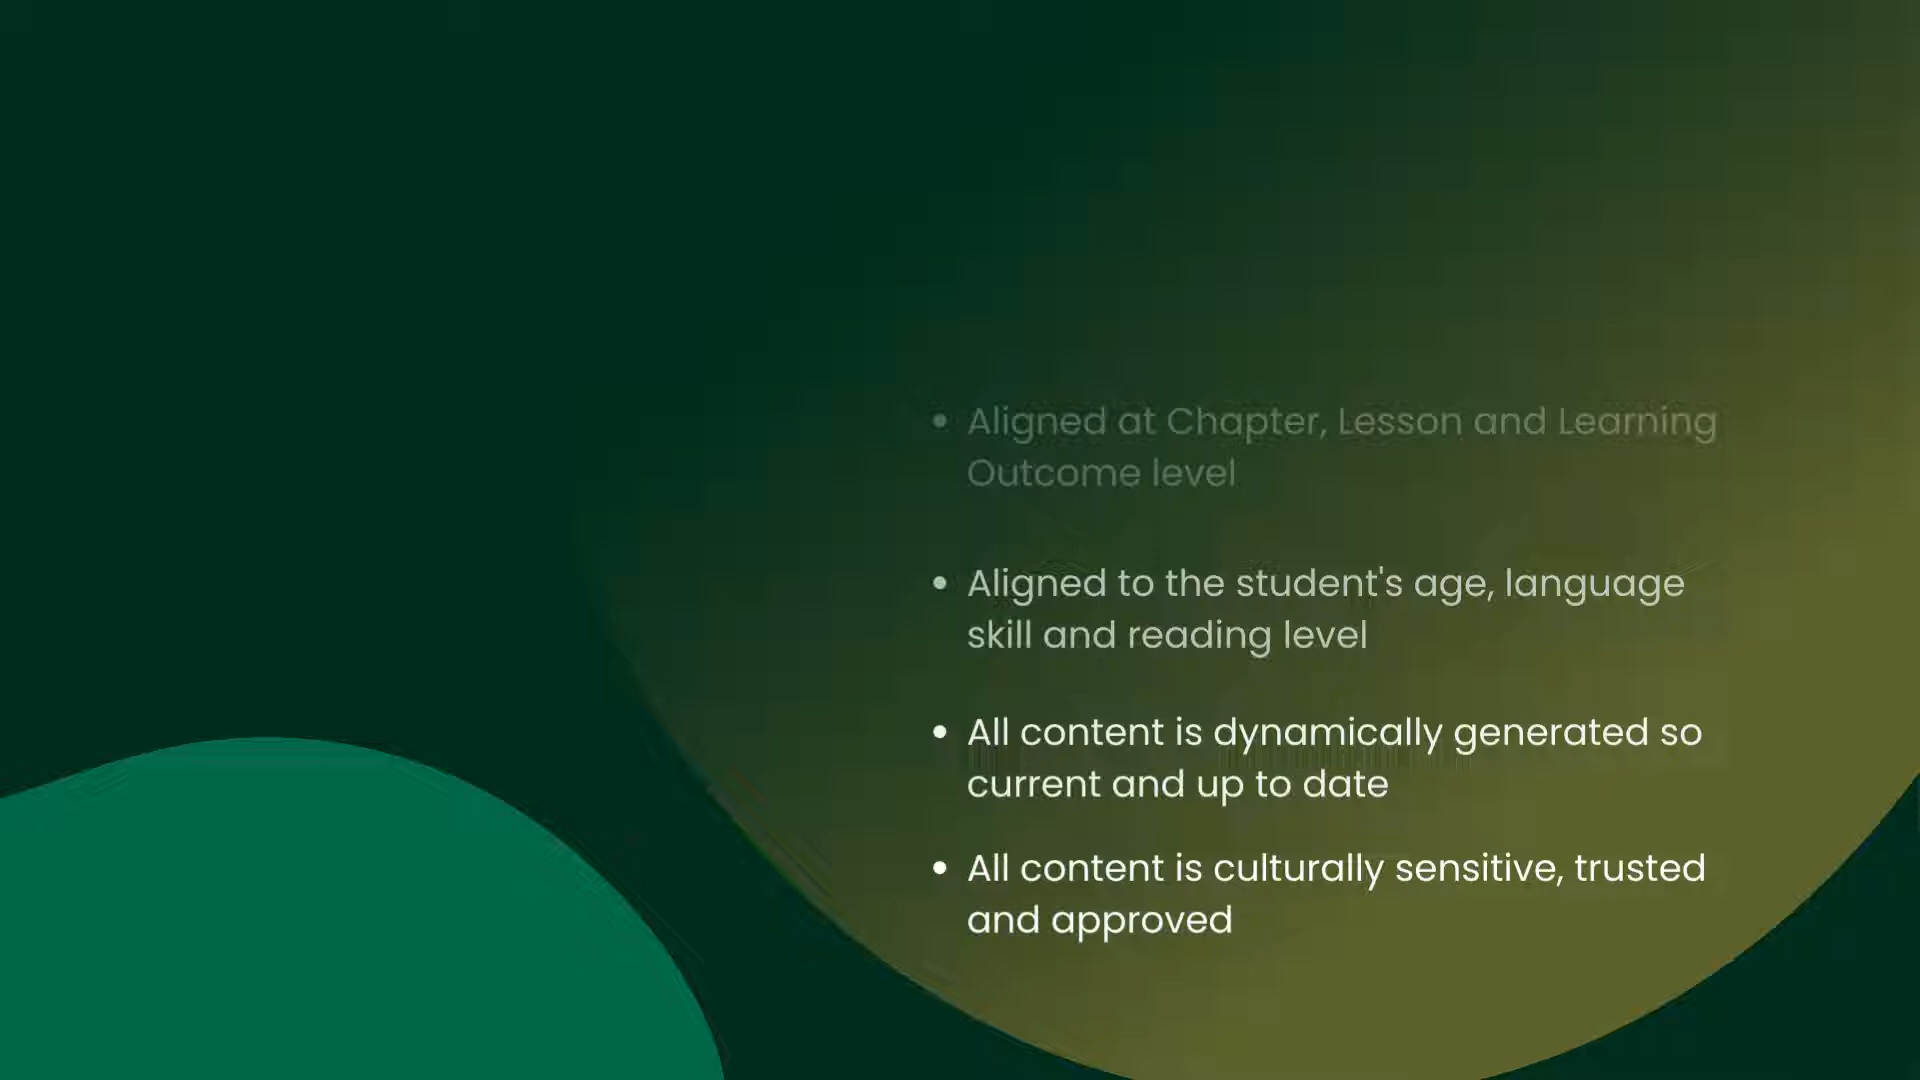 • Aligned at Chapter, Lesson and Learning
Outcome level
• Aligned to the student's age, language
skill and reading level
• All content is dynamically generated so
current and up to date
• All content is culturally sensitive, trusted
and approved